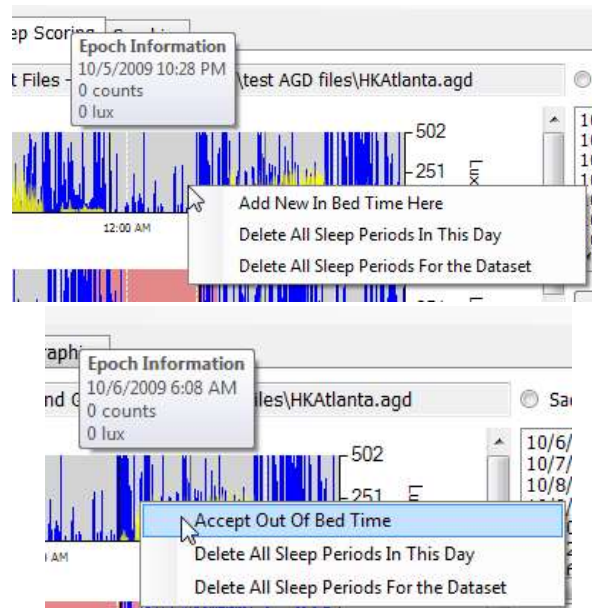 ep Scoring
Epoch Information
10/5/2009 10:28 PM
0 counts
0 lux
t Files -
\test AGD files\HKAtlanta.agd
502
251
Lux
12:00 AM
Add New In Bed Time Here
Delete All Sleep Periods In This Day
Delete All Sleep Periods For the Dataset
raphi
Epoch Information
10/6/2009 6:08 AM
0 counts
0 lux
nd
iles\HKAtlanta.agd
Sa
502
251
10/6/
10/7/
10/8/
AM
Accept Out Of Bed Time
Delete All Sleep Periods In This Day
Delete All Sleep Periods For the Dataset